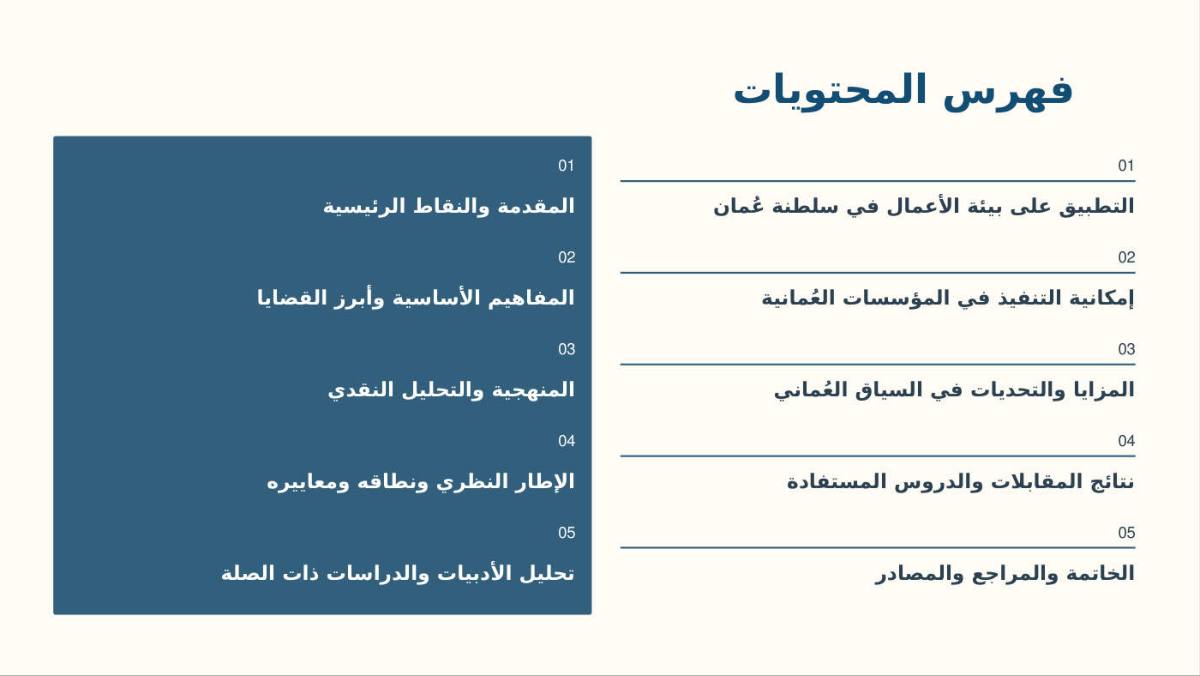 فهرس المحتويات
01
التطبيق على بيئة الأعمال في سلطنة عُمان
02
إمكانية التنفيذ في المؤسسات العُمانية
03
المزايا والتحديات في السياق العُماني
04
نتائج المقابلات والدروس المستفادة
05
الخاتمة والمراجع والمصادر
01
المقدمة والنقاط الرئيسية
02
المفاهيم الأساسية وأبرز القضايا
03
المنهجية والتحليل النقدي
04
الإطار النظري ونطاقه ومعاييره
05
تحليل الأدبيات والدراسات ذات الصلة